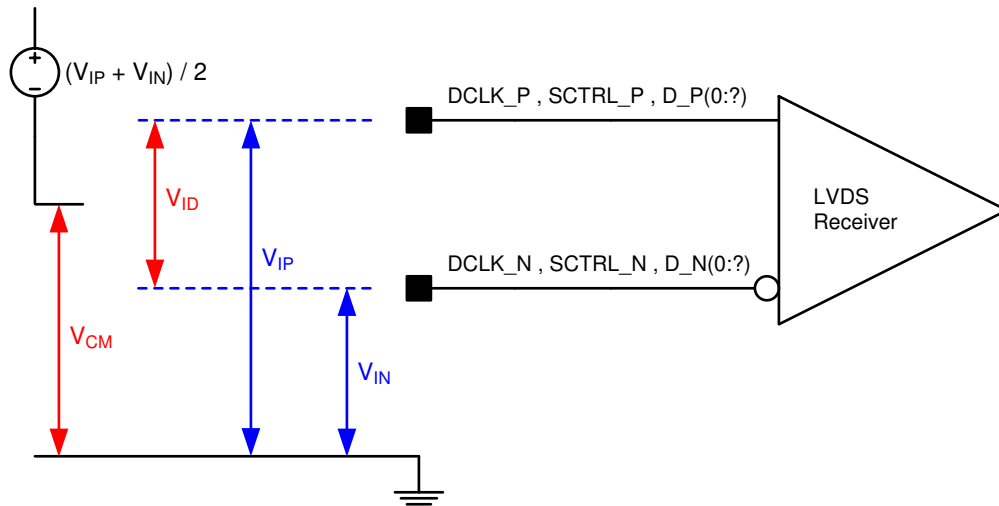 (V_IP + V_IN) / 2
DCLK_P , SCTRL_P , D_P(0:?)
V_ID
LVDS
Receiver
V_IP
DCLK_N , SCTRL_N , D_N(0:?)
V_CM
V_IN